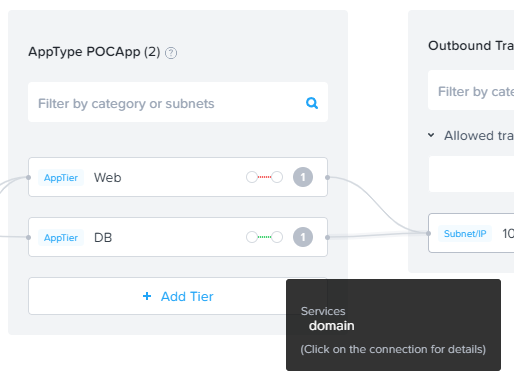 AppType POCApp (2) ?
Filter by category or subnets
AppTier Web 1
AppTier DB 1
+ Add Tier
Outbound Tra
Filter by cate
Allowed tra
Subnet/IP 10
Services
domain
(Click on the connection for details)